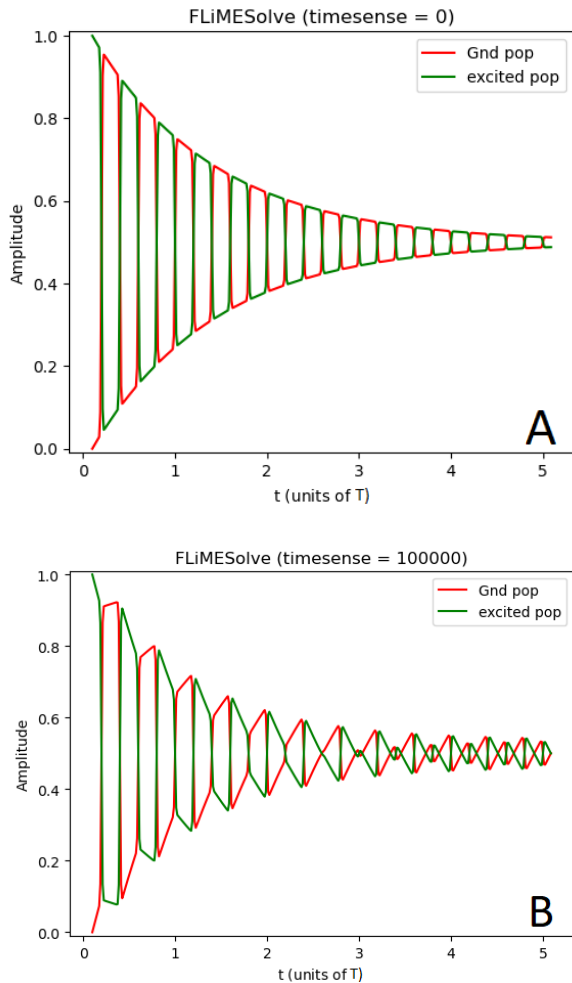 FLiMESolve (timesense = 0)
1.0
0.8
0.6
0.4
0.2
0.0
Amplitude
Gnd pop
excited pop
A
0 1 2 3 4 5
t (units of T)
FLiMESolve (timesense = 100000)
1.0
0.8
0.6
0.4
0.2
0.0
Amplitude
Gnd pop
excited pop
B
0 1 2 3 4 5
t (units of T)